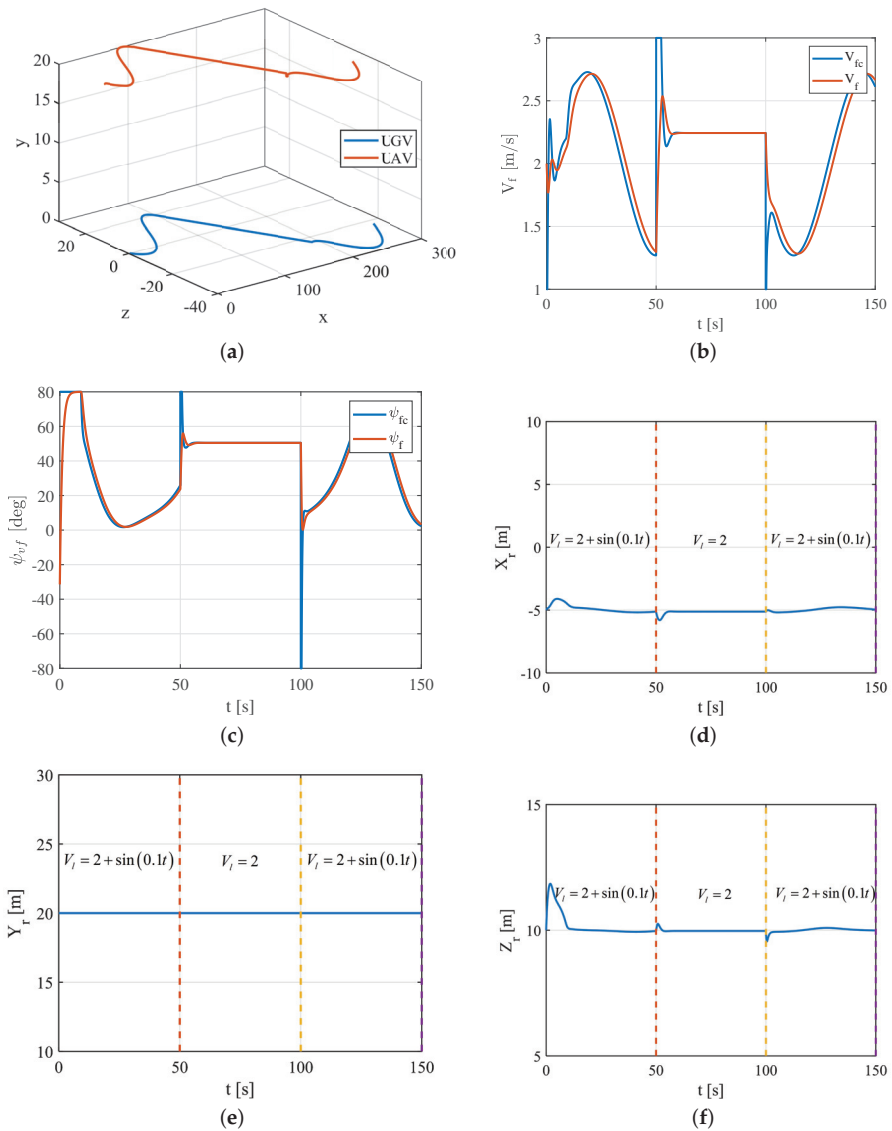 20
15
10
5
0
y
20
0
-20
-40
z
0
100
200
300
x
UGV
UAV
(a)
3
2.5
2
1.5
1
V_f [m/s]
V_fc
V_f
0
50
100
150
t [s]
(b)
80
60
40
20
0
-20
-40
-60
-80
ψ_vf [deg]
ψ_fc
ψ_f
0
50
100
150
t [s]
(c)
10
5
0
-5
-10
X_r [m]
V_l = 2 + sin(0.1t)
V_l = 2
V_l = 2 + sin(0.1t)
0
50
100
150
t [s]
(d)
30
25
20
15
10
Y_r [m]
V_l = 2 + sin(0.1t)
V_l = 2
V_l = 2 + sin(0.1t)
0
50
100
150
t [s]
(e)
15
10
5
Z_r [m]
V_l = 2 + sin(0.1t)
V_l = 2
V_l = 2 + sin(0.1t)
0
50
100
150
t [s]
(f)